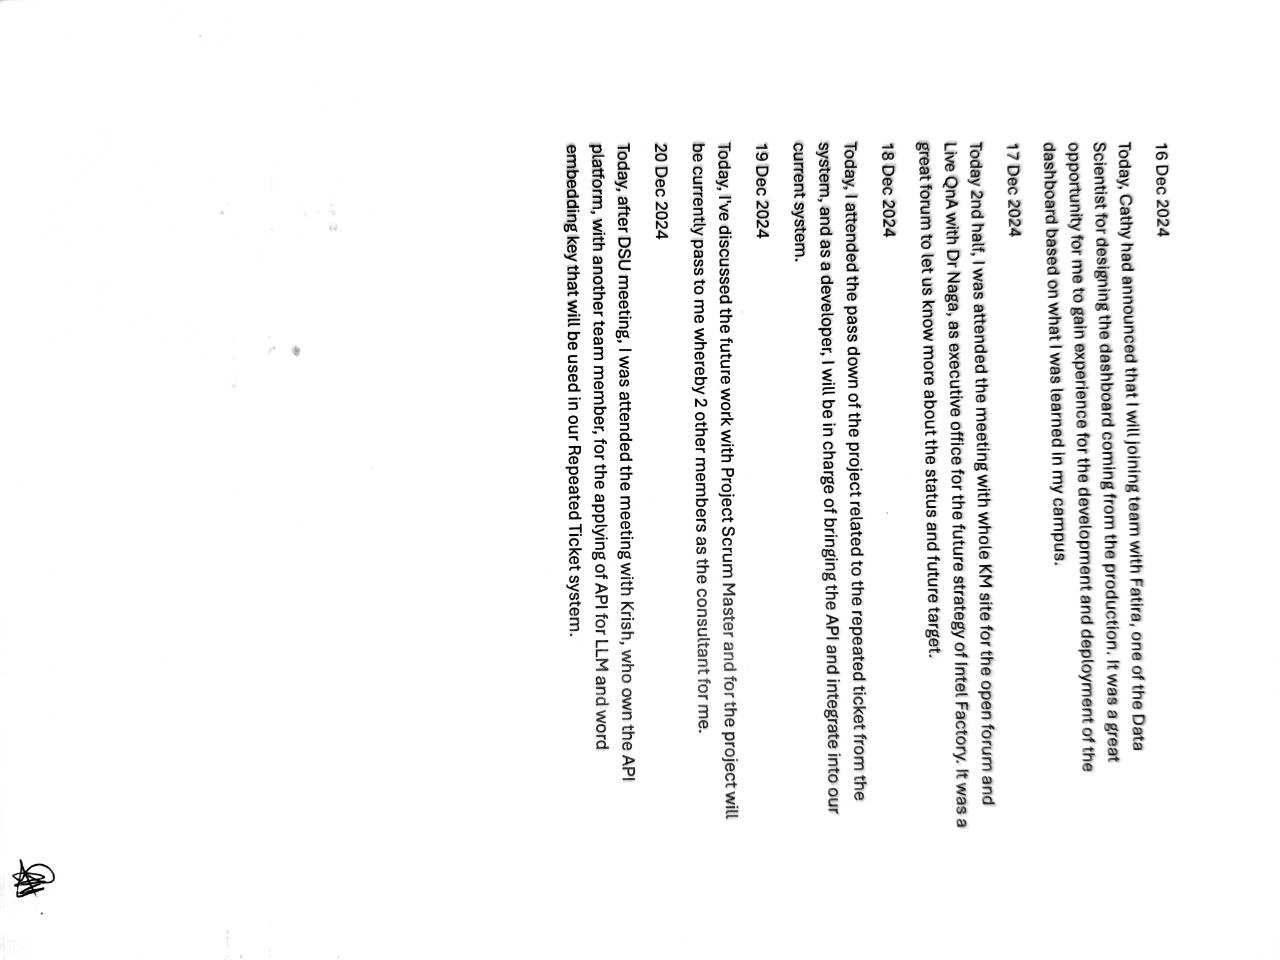 16 Dec 2024
Today, Cathy had announced that I will joining team with Fatira, one of the Data
Scientist for designing the dashboard coming from the production. It was a great
opportunity for me to gain experience for the development and deployment of the
dashboard based on what I was learned in my campus.
17 Dec 2024
Today 2nd half, I was attended the meeting with whole KM site for the open forum and
Live QnA with Dr Naga, as executive office for the future strategy of Intel Factory. It was a
great forum to let us know more about the status and future target.
18 Dec 2024
Today, I attended the pass down of the project related to the repeated ticket from the
system, and as a developer, I will be in charge of bringing the API and integrate into our
current system.
19 Dec 2024
Today, I've discussed the future work with Project Scrum Master and for the project will
be currently pass to me whereby 2 other members as the consultant for me.
20 Dec 2024
Today, after DSU meeting, I was attended the meeting with Krish, who own the API
platform, with another team member, for the applying of API for LLM and word
embedding key that will be used in our Repeated Ticket system.